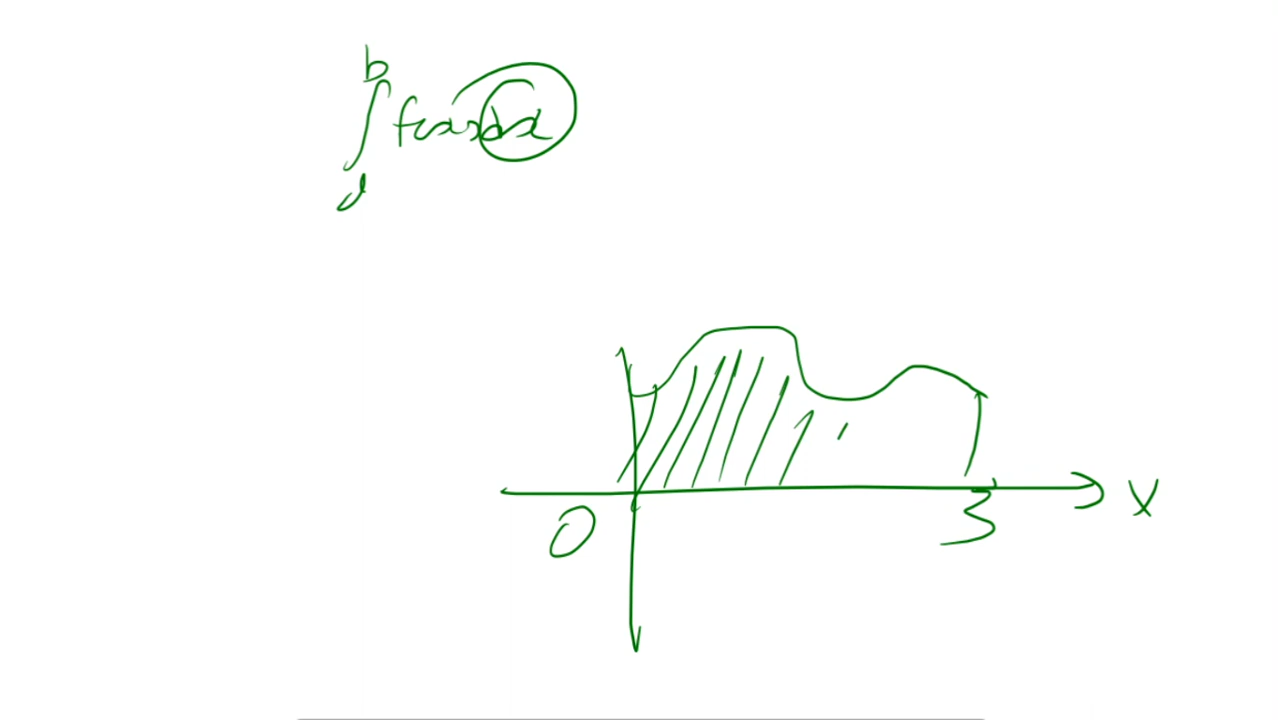 b
∫ f(x)dx
a
0 3 x